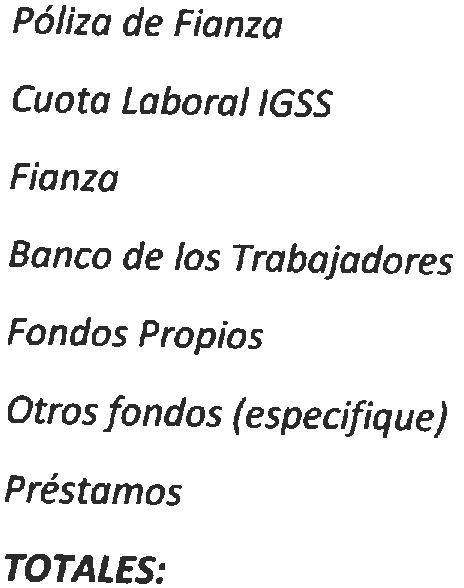 Póliza de Fianza
Cuota Laboral IGSS
Fianza
Banco de los Trabajadores
Fondos Propios
Otros fondos (especifique)
Préstamos
TOTALES: